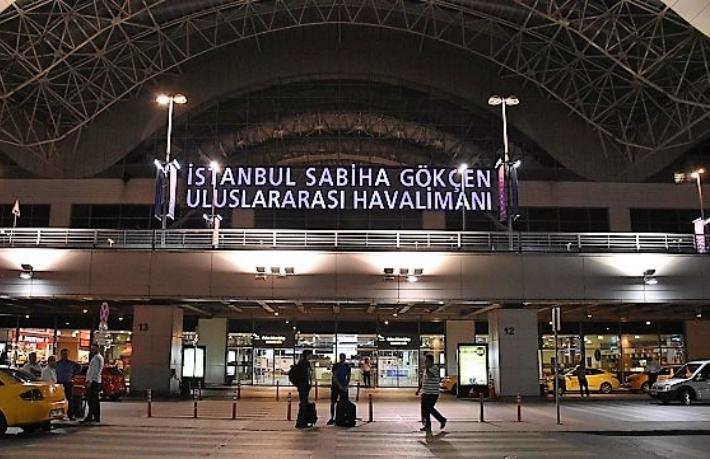 İSTANBUL SABİHA GÖKÇEN
ULUSLARARASI HAVALİMANI
13
12